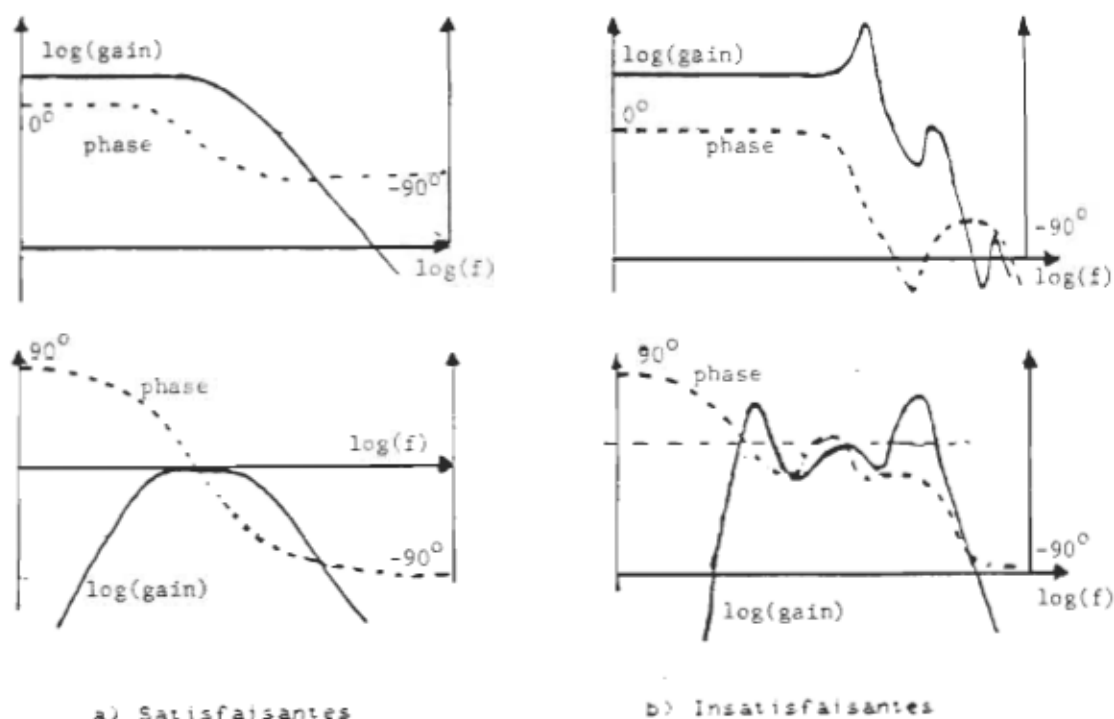 log(gain)
0°
phase
-90°
log(f)
log(gain)
0°
phase
-90°
log(f)
90°
phase
log(f)
-90°
log(gain)
90°
phase
-90°
log(gain)
log(f)
a) Satisfaisantes
b) Insatisfaisantes